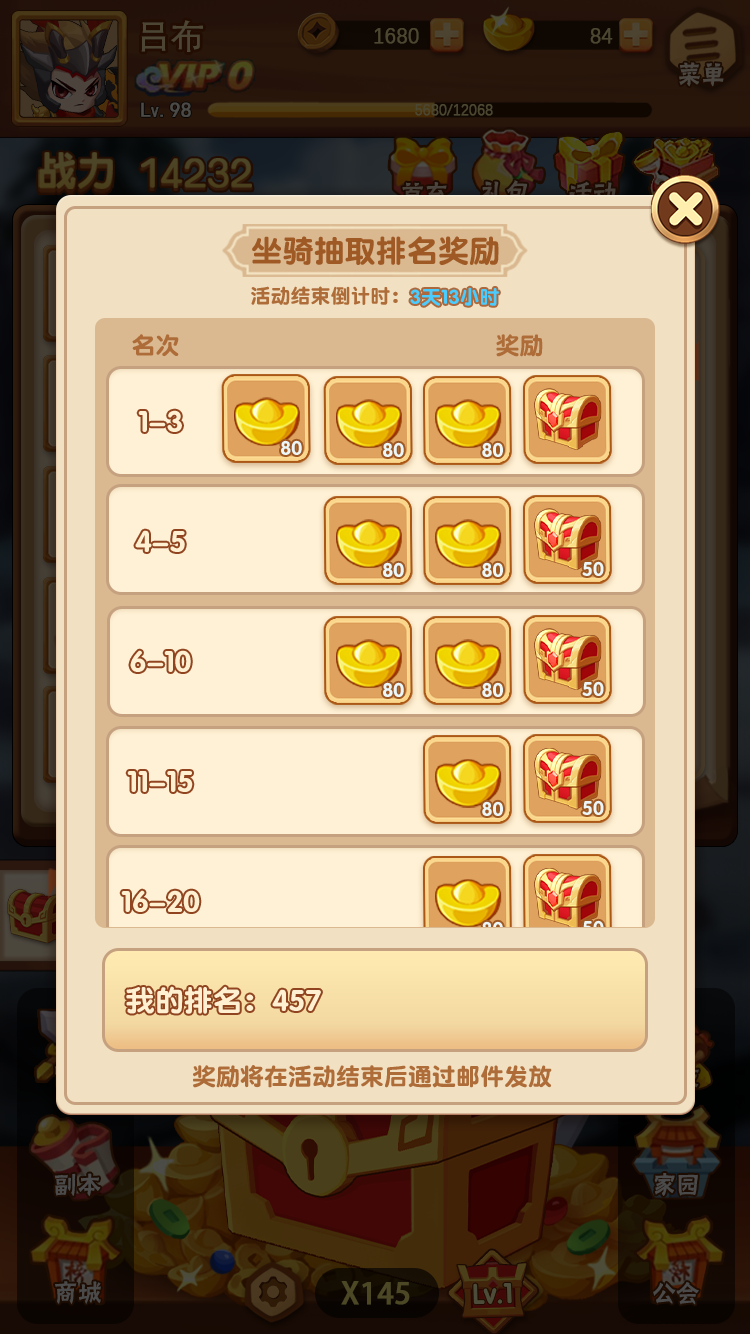 吕布
1680
84
VIP 0
菜单
Lv. 98
5680/12068
战力 14232
首充 礼包 活动
坐骑抽取排名奖励
活动结束倒计时：3天13小时
名次 奖励
1—3 80 80 80
4—5 80 80 50
6—10 80 80 50
11—15 80 50
16—20 80 50
我的排名：457
奖励将在活动结束后通过邮件发放
副本 家园
商城 X145 Lv.1 公会